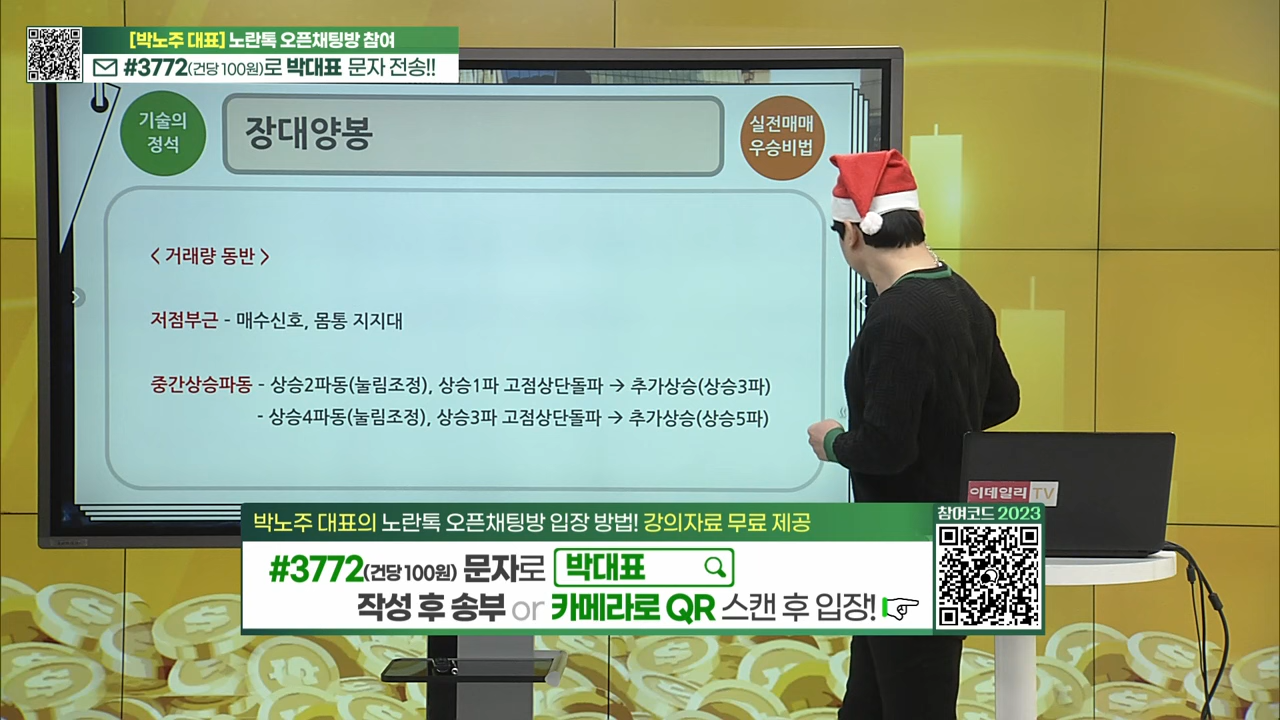 [박노주 대표] 노란톡 오픈채팅방 참여
#3772(건당 100원)로 박대표 문자 전송!!
기술의
정석
장대양봉
실전매매
우승비법
< 거래량 동반 >
저점부근 - 매수신호, 몸통 지지대
중간상승파동 - 상승2파동(눌림조정), 상승1파 고점상단돌파 → 추가상승(상승3파)
- 상승4파동(눌림조정), 상승3파 고점상단돌파 → 추가상승(상승5파)
이데일리 TV
박노주 대표의 노란톡 오픈채팅방 입장 방법! 강의자료 무료 제공
참여코드 2023
#3772(건당 100원) 문자로 박대표
작성 후 송부 or 카메라로 QR 스캔 후 입장!